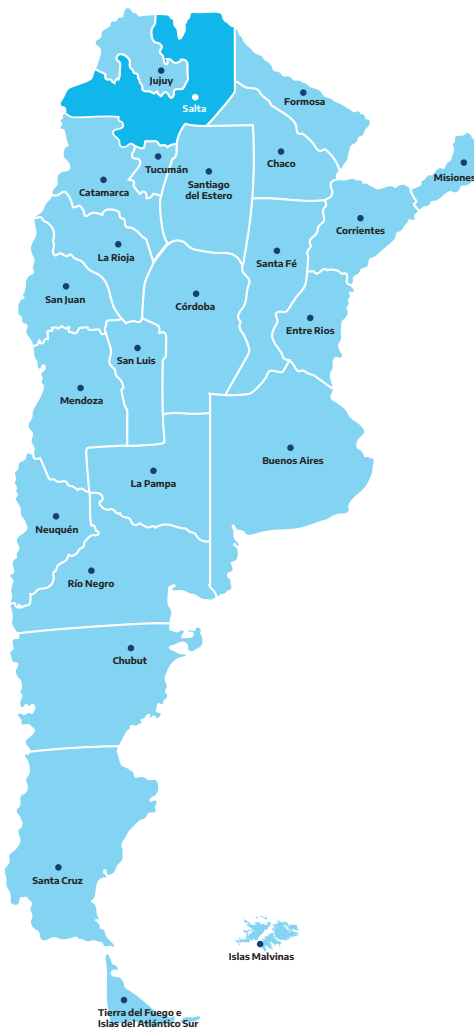 Jujuy
Salta
Formosa
Tucumán
Chaco
Misiones
Catamarca
Santiago
del Estero
Corrientes
La Rioja
Santa Fé
San Juan
Córdoba
Entre Rios
San Luis
Mendoza
Buenos Aires
La Pampa
Neuquén
Río Negro
Chubut
Santa Cruz
Islas Malvinas
Tierra del Fuego e
Islas del Atlántico Sur